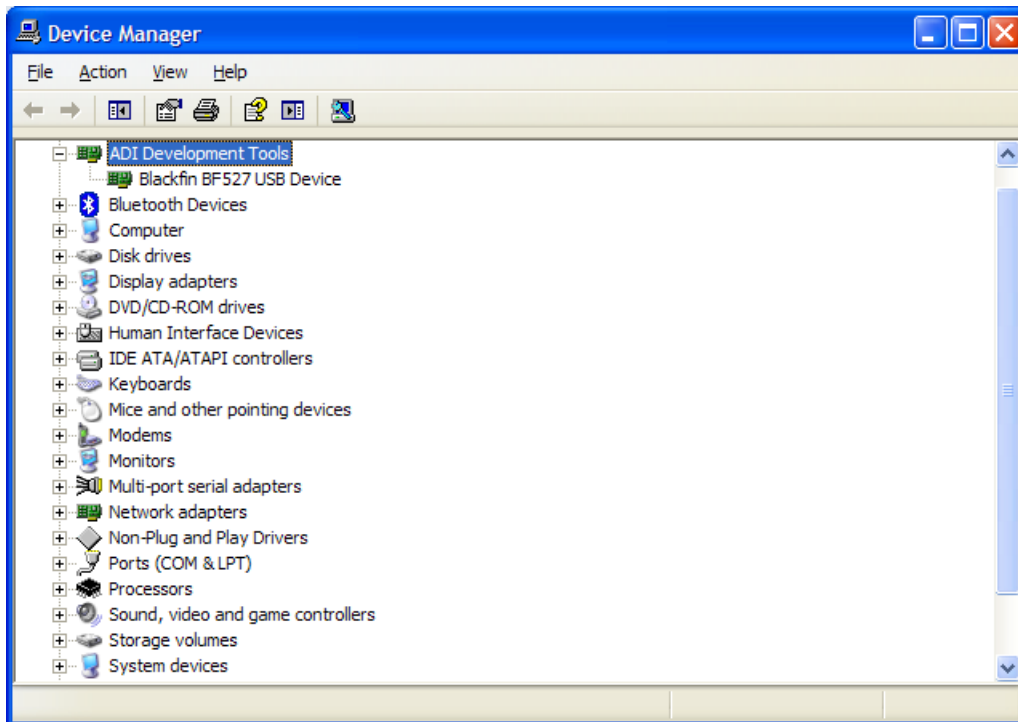 Device Manager
File Action View Help
ADI Development Tools
Blackfin BF527 USB Device
Bluetooth Devices
Computer
Disk drives
Display adapters
DVD/CD-ROM drives
Human Interface Devices
IDE ATA/ATAPI controllers
Keyboards
Mice and other pointing devices
Modems
Monitors
Multi-port serial adapters
Network adapters
Non-Plug and Play Drivers
Ports (COM & LPT)
Processors
Sound, video and game controllers
Storage volumes
System devices